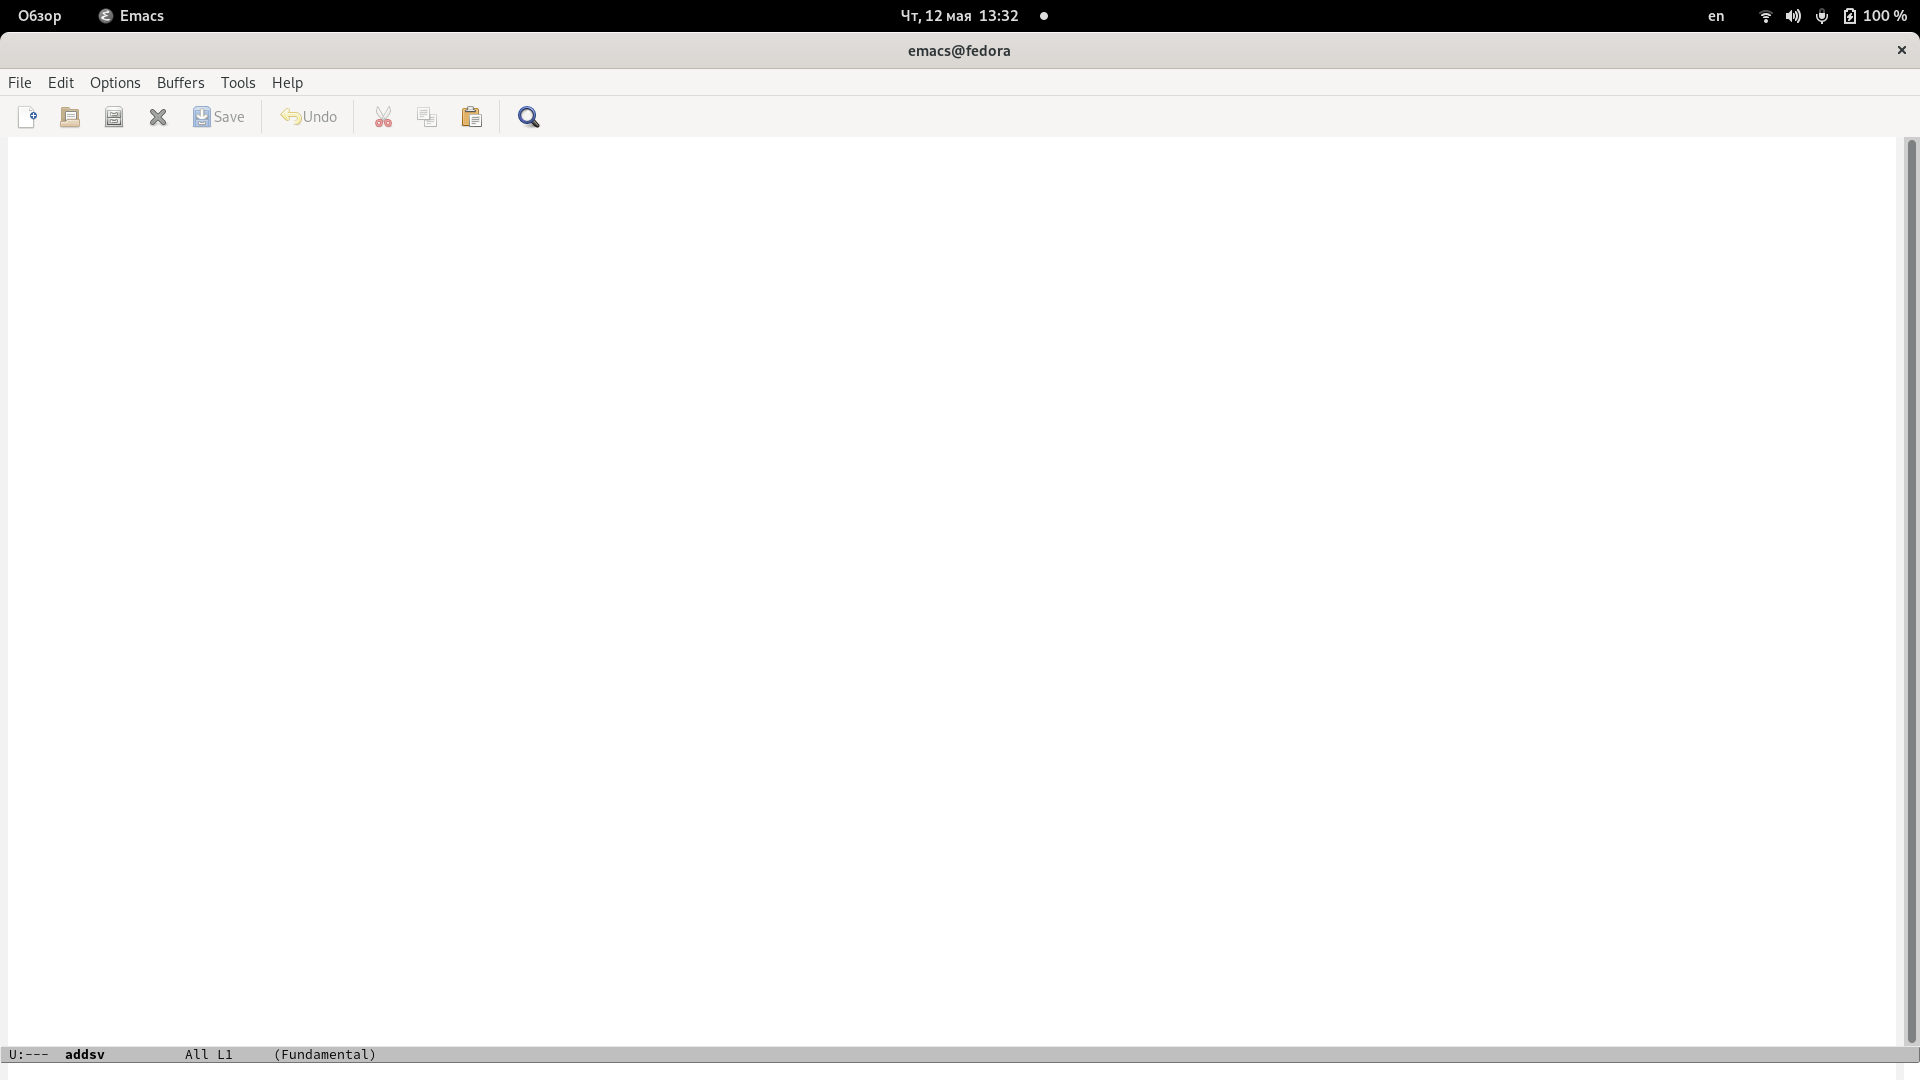 Обзор Emacs Чт, 12 мая 13:32 en 100 %
emacs@fedora
File Edit Options Buffers Tools Help
Save Undo
U:--- addsv All L1 (Fundamental)